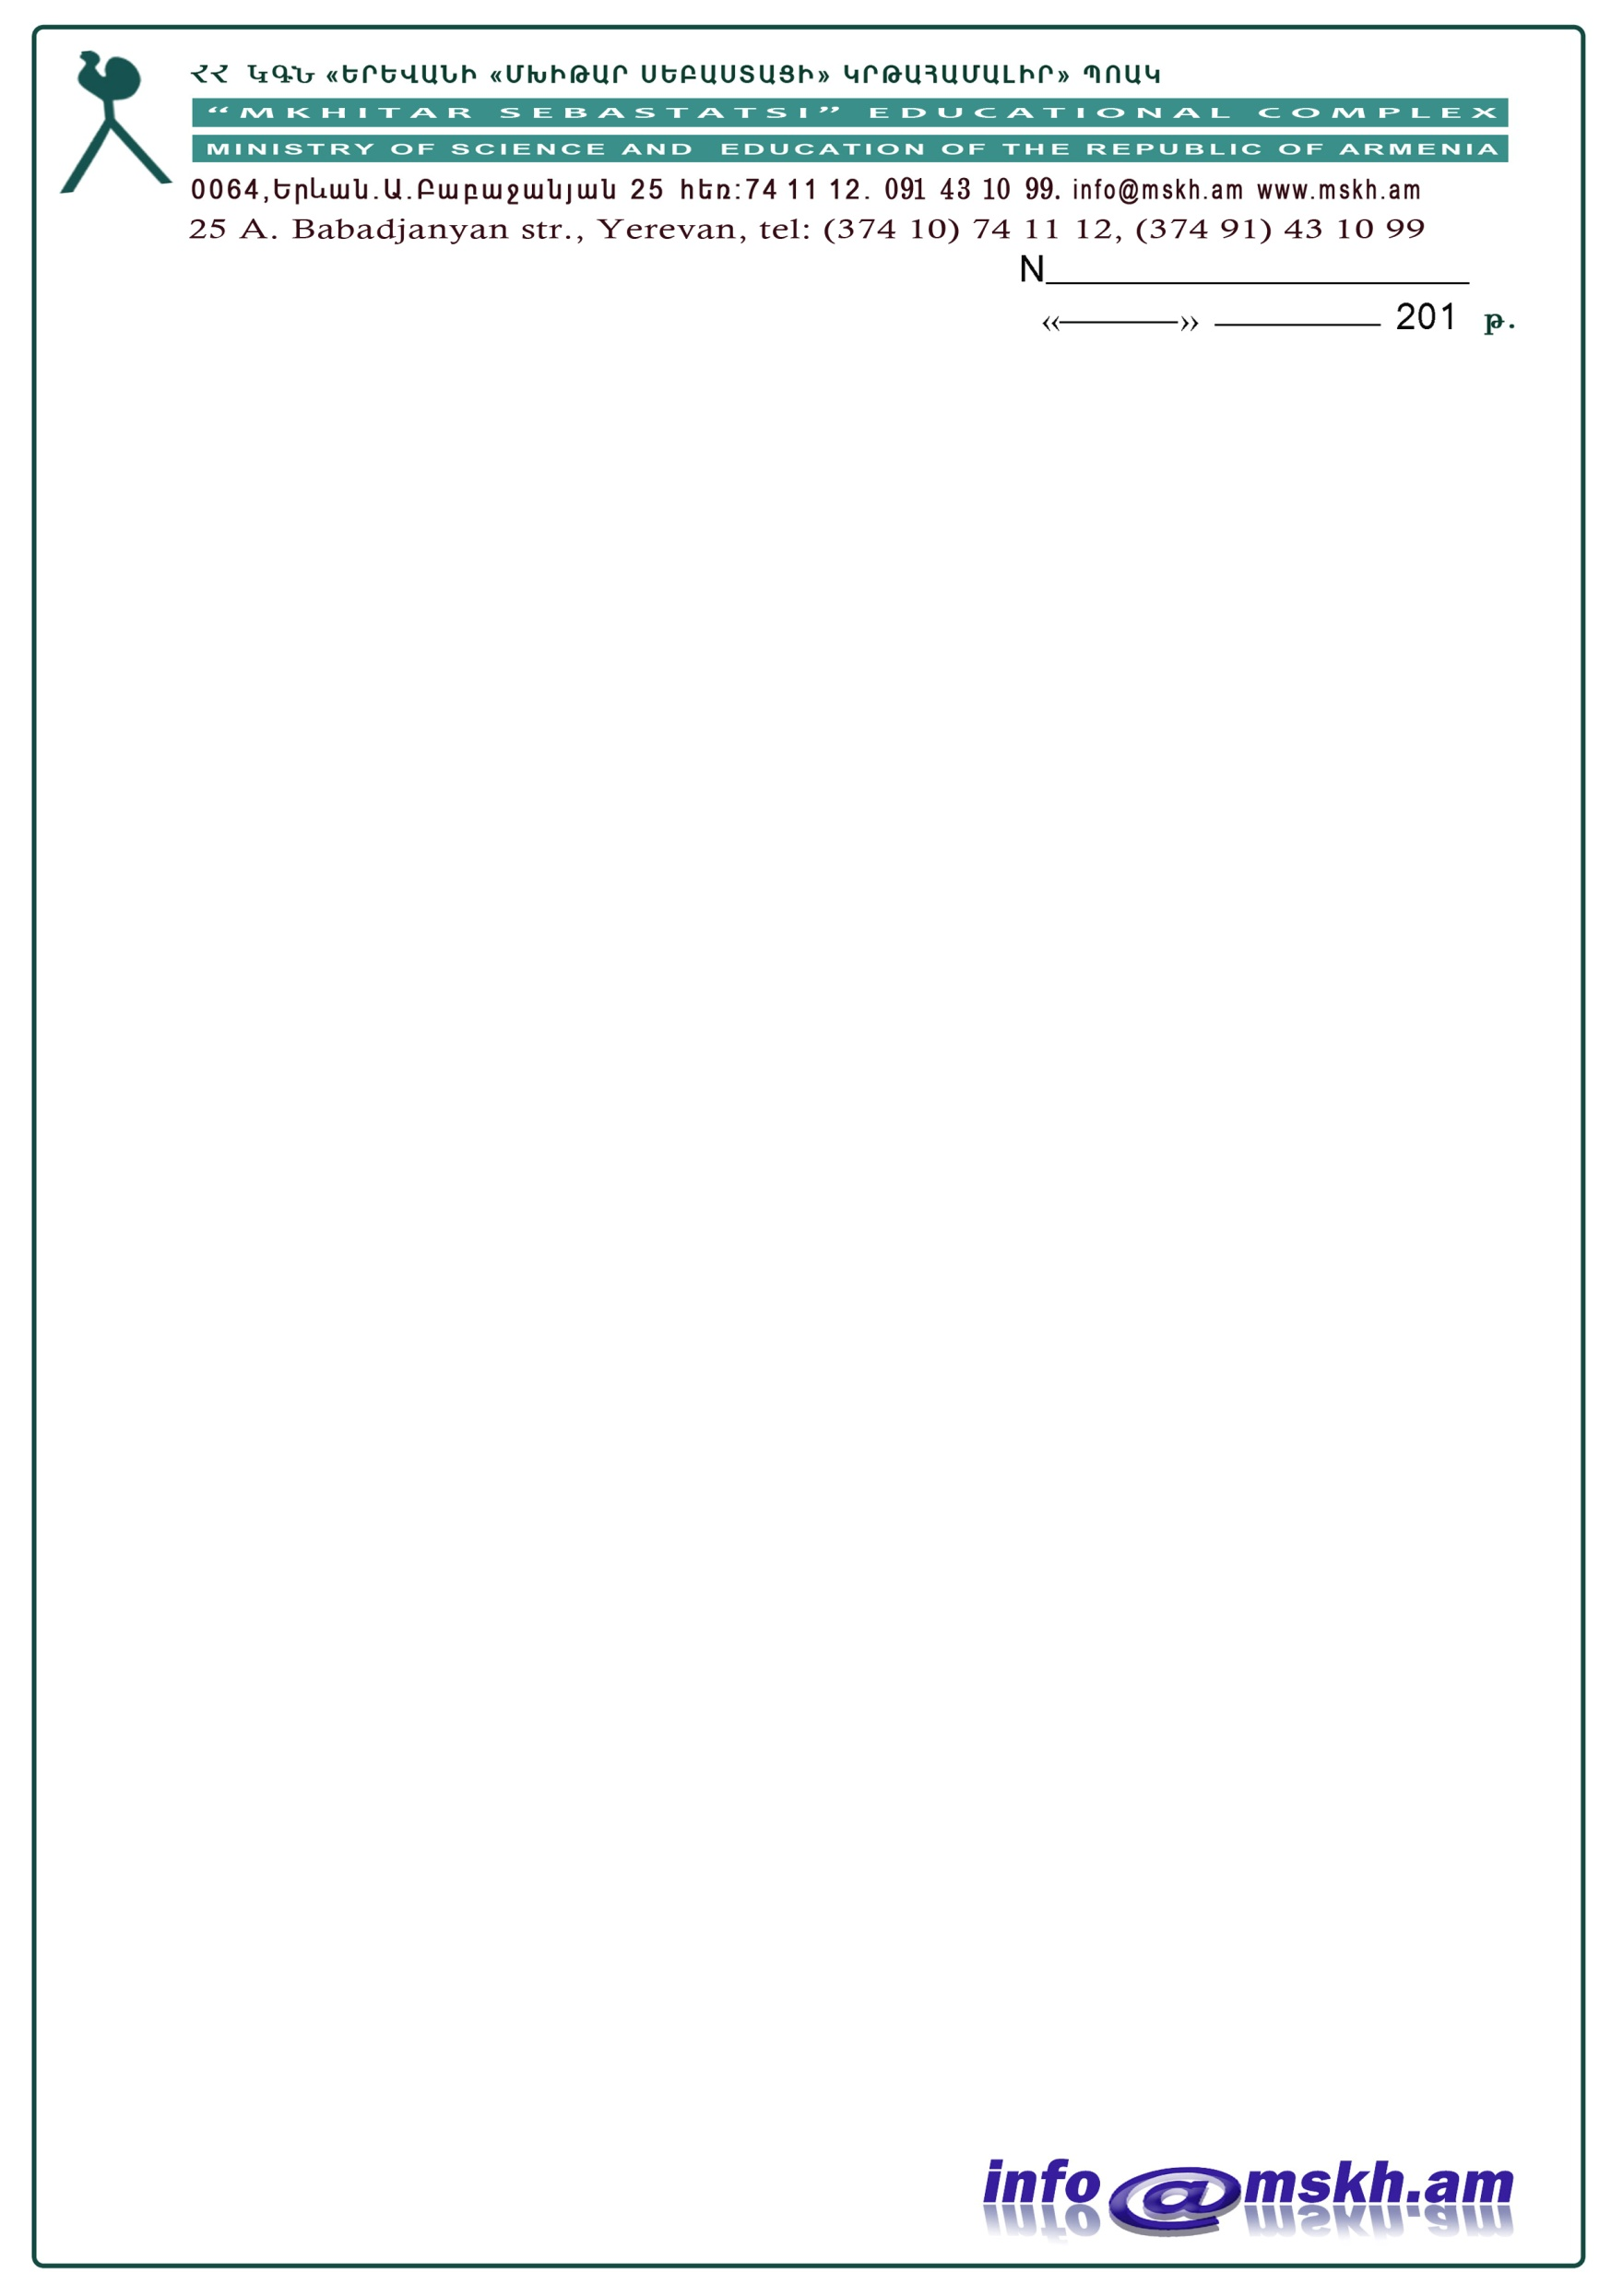 ՀՀ ԿԳՆ «ԵՐԵՎԱՆԻ «ՄԽԻԹԱՐ ՍԵԲԱՍՏԱՑԻ» ԿՐԹԱՀԱՄԱԼԻՐ» ՊՈԱԿ
“MKHITAR SEBASTATSI” EDUCATIONAL COMPLEX
MINISTRY OF SCIENCE AND EDUCATION OF THE REPUBLIC OF ARMENIA
0064,Երևան.Ա.Բաբաջանյան 25 հեռ:74 11 12. 091 43 10 99. info@mskh.am www.mskh.am
25 A. Babadjanyan str., Yerevan, tel: (374 10) 74 11 12, (374 91) 43 10 99
N____________________
«________» __________ 201 թ.
info@mskh.am